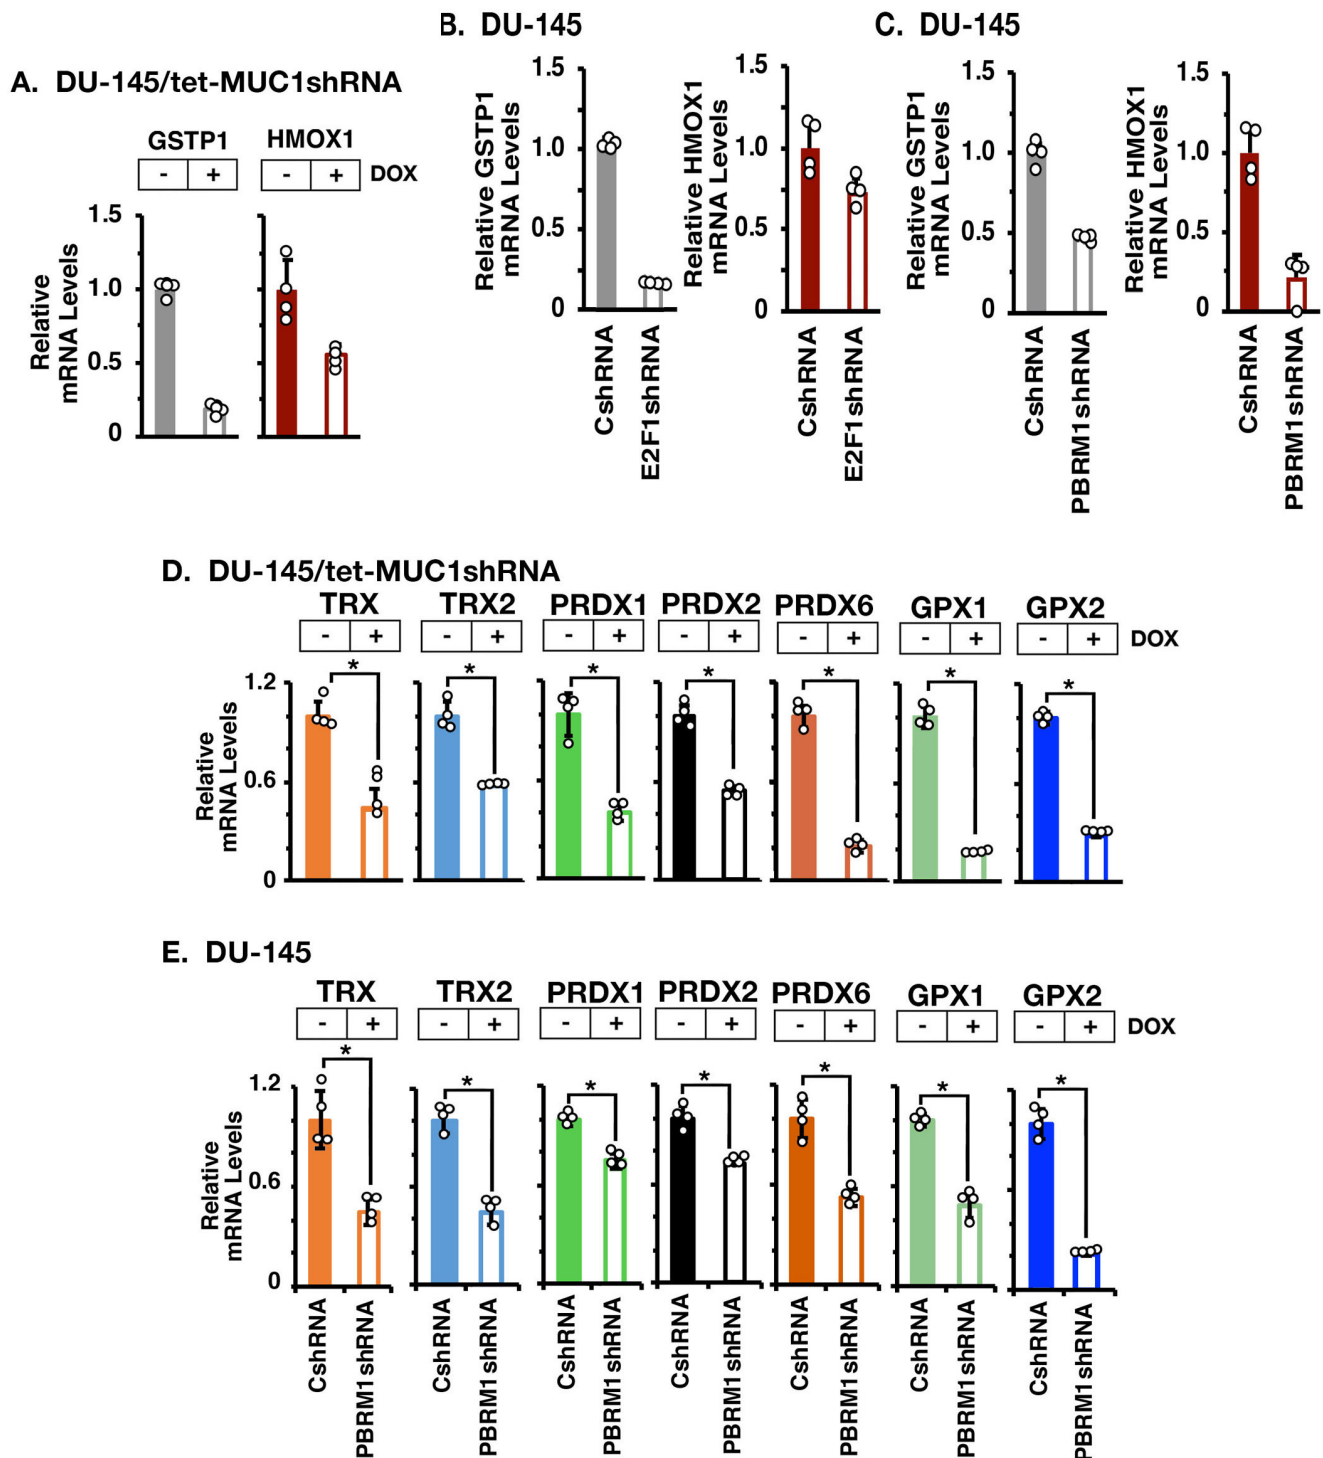 A. DU-145/tet-MUC1shRNA
GSTP1 HMOX1
- + - + DOX
1.5
1.0
0.5
0
Relative
mRNA Levels
B. DU-145
1.5
1.0
0.5
0
Relative GSTP1
mRNA Levels
CshRNA
E2F1shRNA
1.5
1.0
0.5
0
Relative HMOX1
mRNA Levels
CshRNA
E2F1shRNA
C. DU-145
1.5
1.0
0.5
0
Relative GSTP1
mRNA Levels
CshRNA
PBRM1shRNA
1.5
1.0
0.5
0
Relative HMOX1
mRNA Levels
CshRNA
PBRM1shRNA
D. DU-145/tet-MUC1shRNA
TRX TRX2 PRDX1 PRDX2 PRDX6 GPX1 GPX2
- + - + - + - + - + - + - + DOX
* * * * * * *
1.2
0.6
0
Relative
mRNA Levels
E. DU-145
TRX TRX2 PRDX1 PRDX2 PRDX6 GPX1 GPX2
- + - + - + - + - + - + - + DOX
* * * * * * *
1.2
0.6
0
Relative
mRNA Levels
CshRNA
PBRM1shRNA
CshRNA
PBRM1shRNA
CshRNA
PBRM1shRNA
CshRNA
PBRM1shRNA
CshRNA
PBRM1shRNA
CshRNA
PBRM1shRNA
CshRNA
PBRM1shRNA